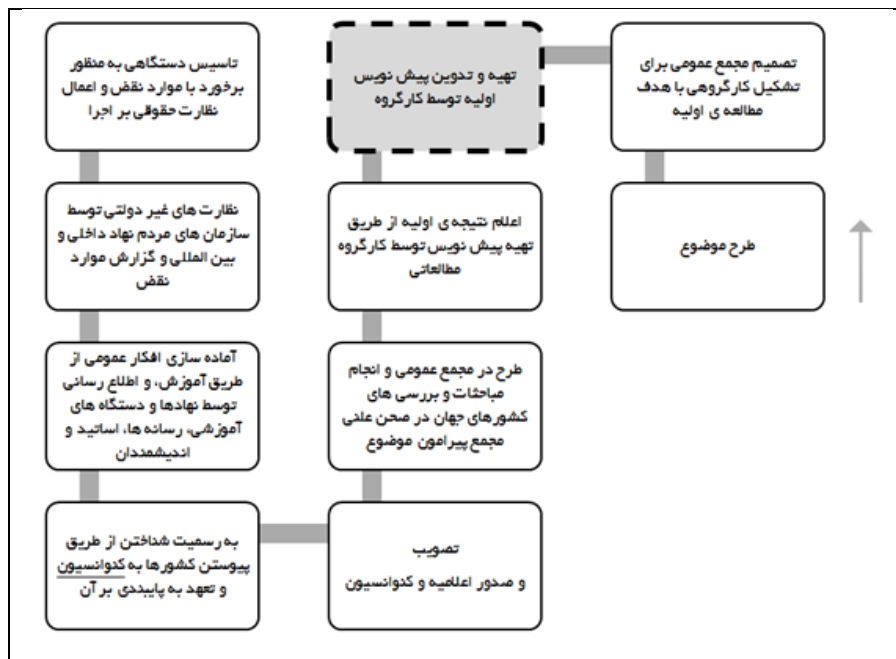 طرح موضوع
تصمیم مجمع عمومی برای
تشکیل کارگروهی با هدف
مطالعه ی اولیه
تهیه و تدوین پیش نویس
اولیه توسط کارگروه
اعلام نتیجه ی اولیه از طریق
تهیه پیش نویس توسط کارگروه
مطالعاتی
طرح در مجمع عمومی و انجام
مباحثات و بررسی های
کشورهای جهان در صحن علنی
مجمع پیرامون موضوع
تصویب
و صدور اعلامیه و کنوانسیون
به رسمیت شناختن از طریق
پیوستن کشورها به کنوانسیون
و تعهد به پایبندی بر آن
آماده سازی افکار عمومی از
طریق آموزش، و اطلاع رسانی
توسط نهادها و دستگاه های
آموزشی، رسانه ها، اساتید و
اندیشمندان
نظارت های غیر دولتی توسط
سازمان های مردم نهاد داخلی و
بین المللی و گزارش موارد
نقض
تاسیس دستگاهی به منظور
برخورد با موارد نقض و اعمال
نظارت حقوقی بر اجرا